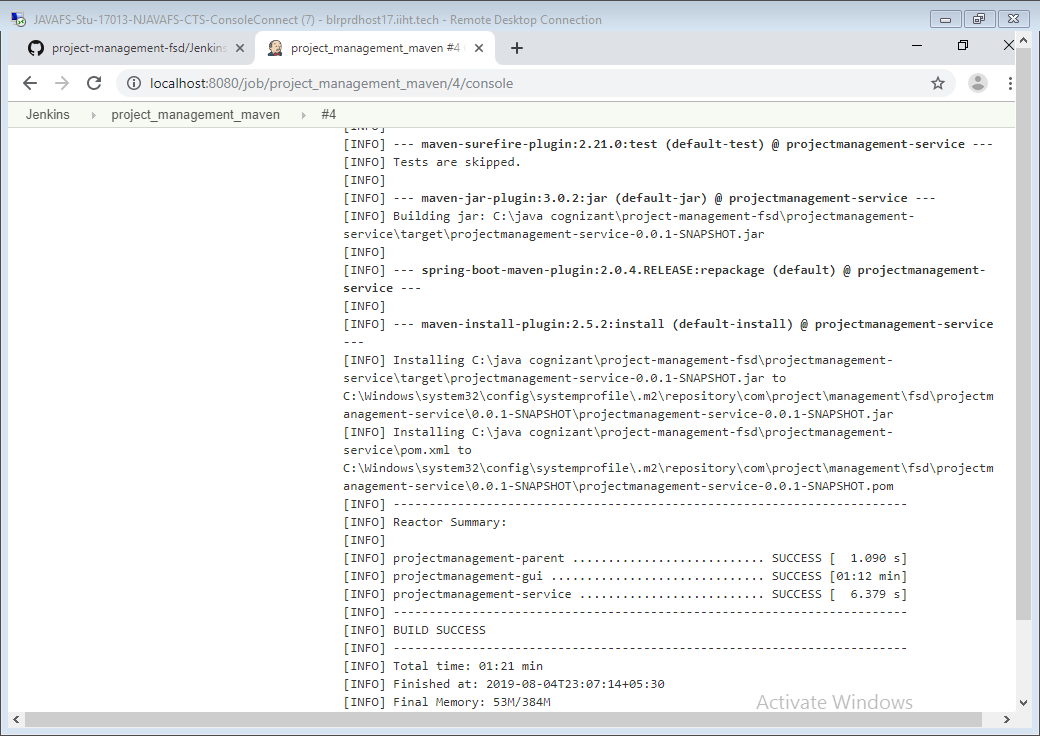 JAVAFS-Stu-17013-NJAVAFS-CTS-ConsoleConnect (7) - blrprdhost17.iiht.tech - Remote Desktop Connection
project-management-fsd/Jenkins
project_management_maven #4
localhost:8080/job/project_management_maven/4/console
Jenkins project_management_maven #4
[INFO]
[INFO] --- maven-surefire-plugin:2.21.0:test (default-test) @ projectmanagement-service ---
[INFO] Tests are skipped.
[INFO]
[INFO] --- maven-jar-plugin:3.0.2:jar (default-jar) @ projectmanagement-service ---
[INFO] Building jar: C:\java cognizant\project-management-fsd\projectmanagement-
service\target\projectmanagement-service-0.0.1-SNAPSHOT.jar
[INFO]
[INFO] --- spring-boot-maven-plugin:2.0.4.RELEASE:repackage (default) @ projectmanagement-
service ---
[INFO]
[INFO] --- maven-install-plugin:2.5.2:install (default-install) @ projectmanagement-service
---
[INFO] Installing C:\java cognizant\project-management-fsd\projectmanagement-
service\target\projectmanagement-service-0.0.1-SNAPSHOT.jar to
C:\Windows\system32\config\systemprofile\.m2\repository\com\project\management\fsd\projectm
anagement-service\0.0.1-SNAPSHOT\projectmanagement-service-0.0.1-SNAPSHOT.jar
[INFO] Installing C:\java cognizant\project-management-fsd\projectmanagement-
service\pom.xml to
C:\Windows\system32\config\systemprofile\.m2\repository\com\project\management\fsd\projectm
anagement-service\0.0.1-SNAPSHOT\projectmanagement-service-0.0.1-SNAPSHOT.pom
[INFO] ------------------------------------------------------------------------
[INFO] Reactor Summary:
[INFO]
[INFO] projectmanagement-parent ........................... SUCCESS [  1.090 s]
[INFO] projectmanagement-gui .............................. SUCCESS [01:12 min]
[INFO] projectmanagement-service .......................... SUCCESS [  6.379 s]
[INFO] ------------------------------------------------------------------------
[INFO] BUILD SUCCESS
[INFO] ------------------------------------------------------------------------
[INFO] Total time: 01:21 min
[INFO] Finished at: 2019-08-04T23:07:14+05:30
[INFO] Final Memory: 53M/384M
Activate Windows